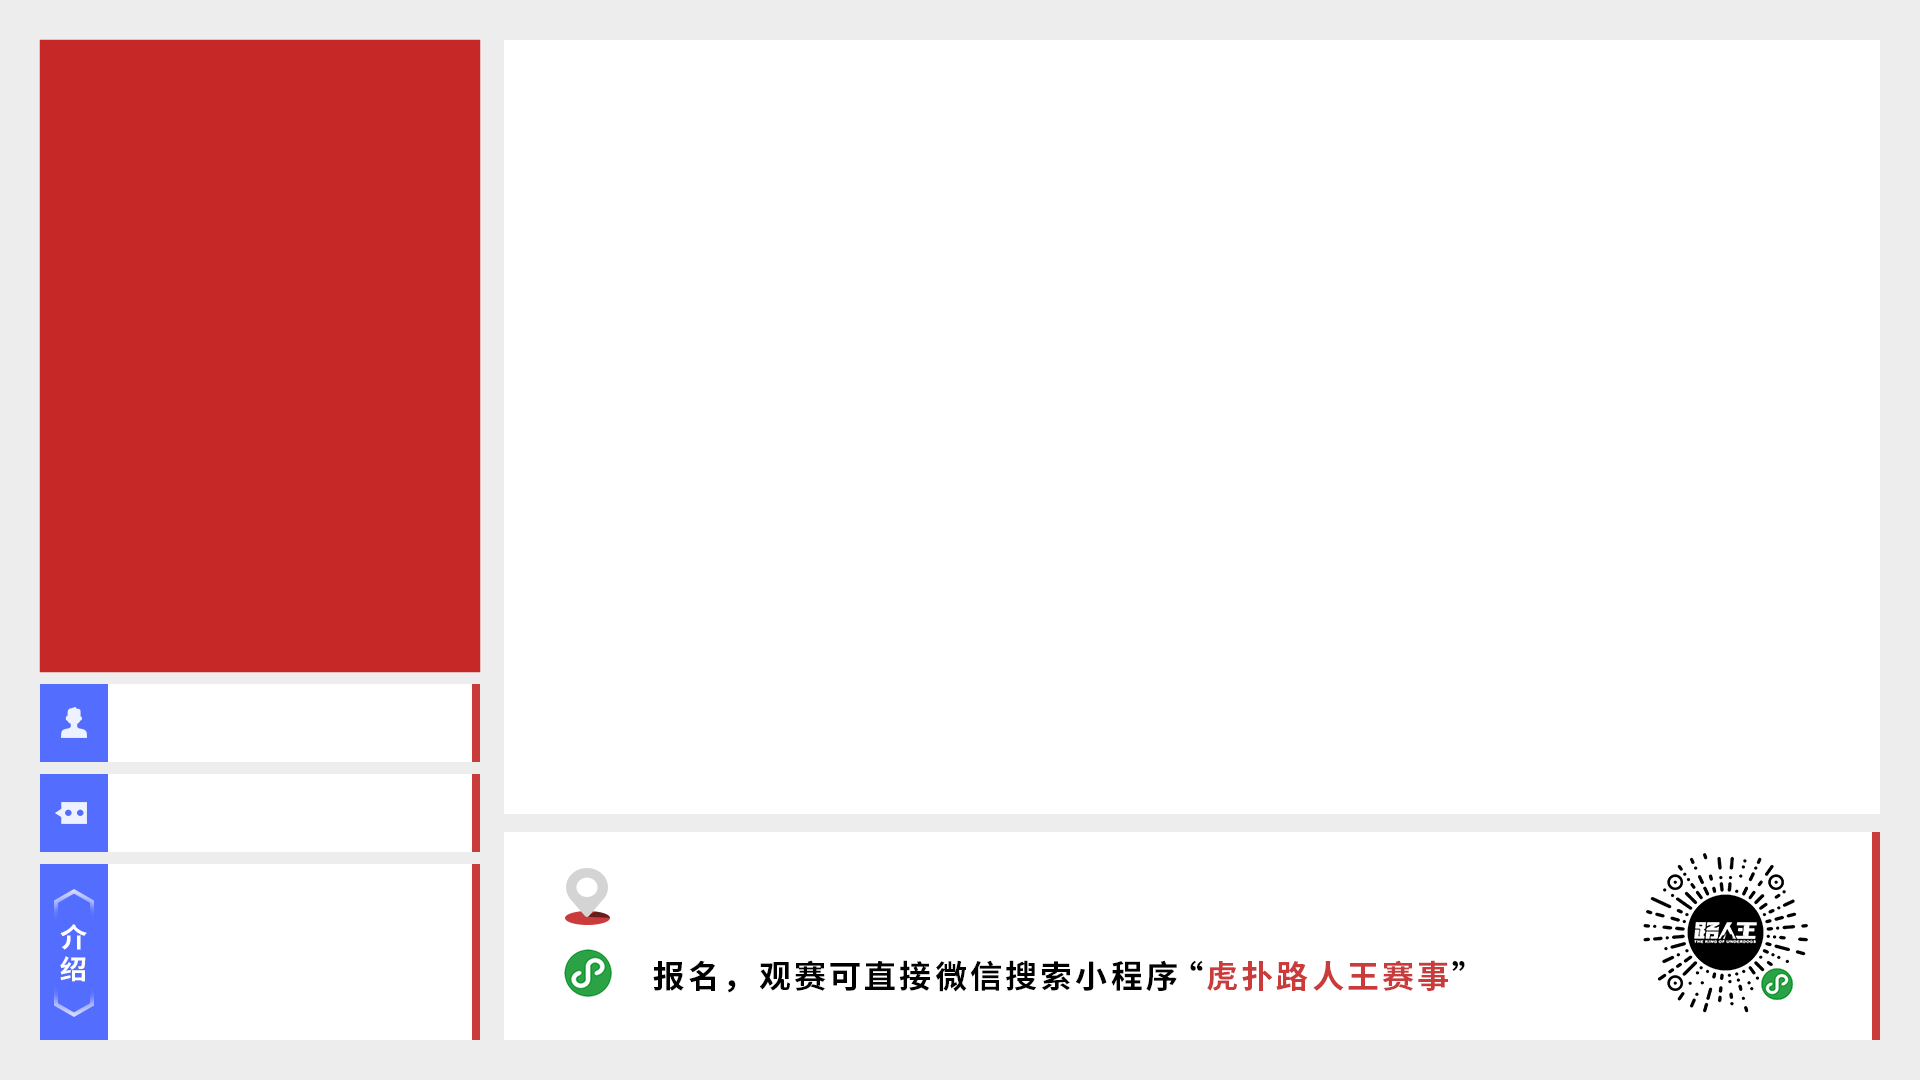 介
绍
报名，观赛可直接微信搜索小程序“虎扑路人王赛事”
路人王
THE KING OF UNDERDOGS